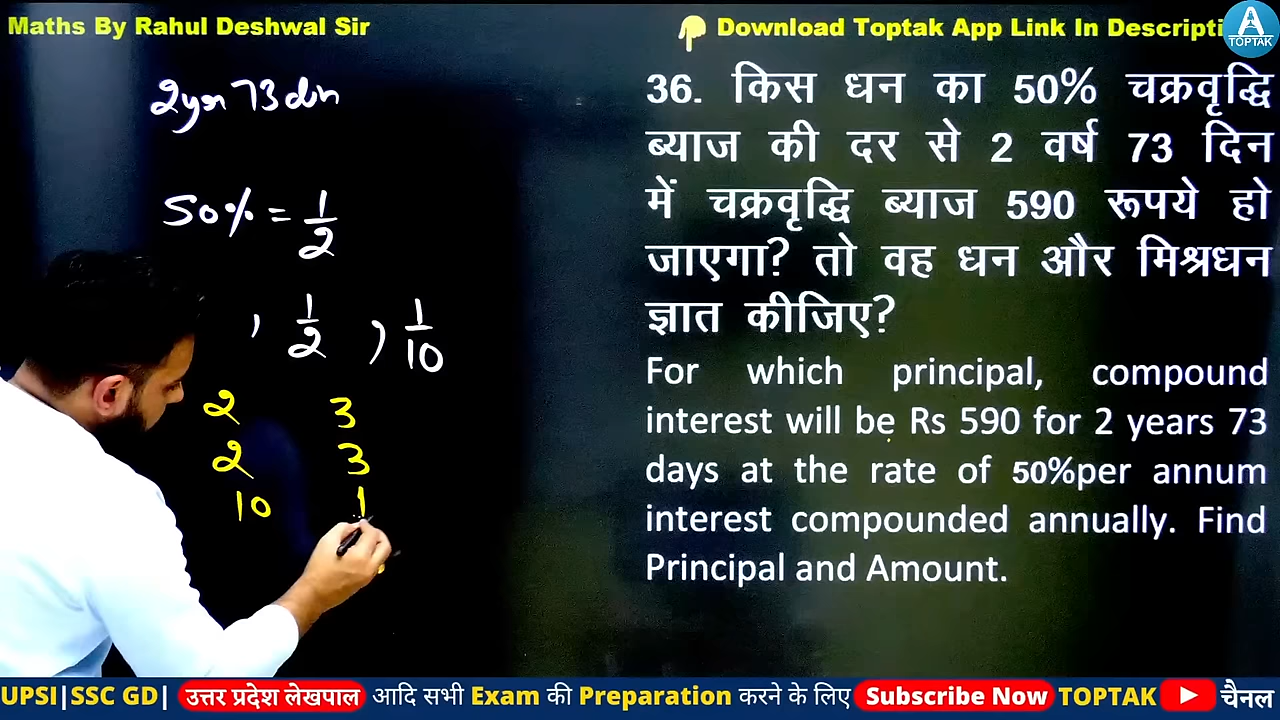 Maths By Rahul Deshwal Sir
Download Toptak App Link In Descripti
A
TOPTAK
2yrs 73
50% = 1/2
, 1/2 , 1/10
2 3
2 3
10 1
36. किस धन का 50% चक्रवृद्धि
ब्याज की दर से 2 वर्ष 73 दिन
में चक्रवृद्धि ब्याज 590 रूपये हो
जाएगा? तो वह धन और मिश्रधन
ज्ञात कीजिए?
For which principal, compound
interest will be Rs 590 for 2 years 73
days at the rate of 50%per annum
interest compounded annually. Find
Principal and Amount.
UPSI|SSC GD| उत्तर प्रदेश लेखपाल आदि सभी Exam की Preparation करने के लिए Subscribe Now TOPTAK चैनल